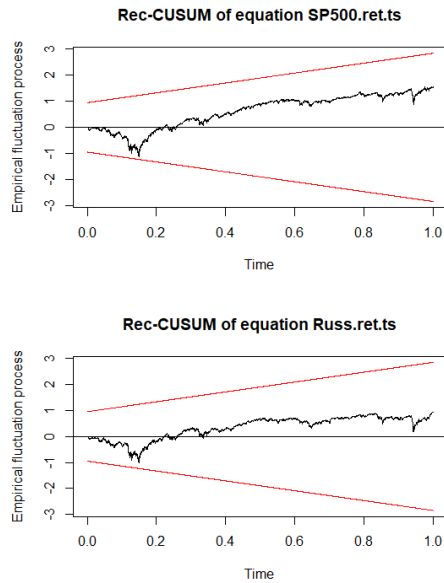 Rec-CUSUM of equation SP500.ret.ts
Empirical fluctuation process
3
2
1
0
-1
-2
-3
0.0 0.2 0.4 0.6 0.8 1.0
Time
Rec-CUSUM of equation Russ.ret.ts
Empirical fluctuation process
3
2
1
0
-1
-2
-3
0.0 0.2 0.4 0.6 0.8 1.0
Time